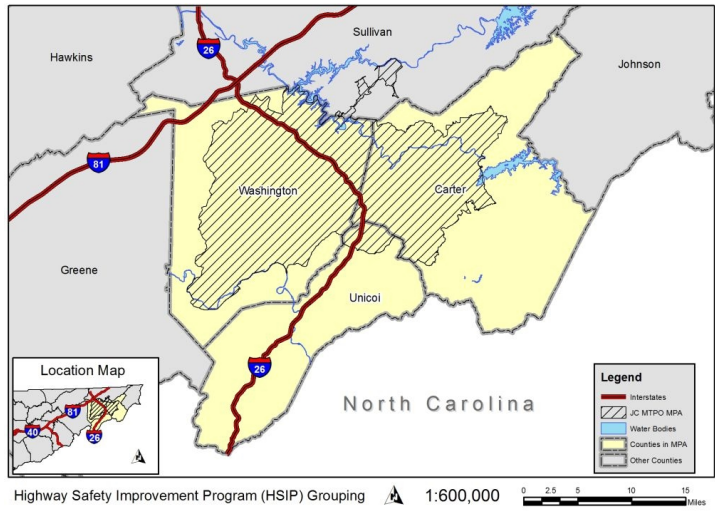 Hawkins
26
Sullivan
Johnson
81
Washington
Carter
Greene
Unicoi
26
North Carolina
Location Map
81
40
26
Legend
Interstates
JC MTPO MPA
Water Bodies
Counties in MPA
Other Counties
Highway Safety Improvement Program (HSIP) Grouping
1:600,000
0 2.5 5 10 15
Miles